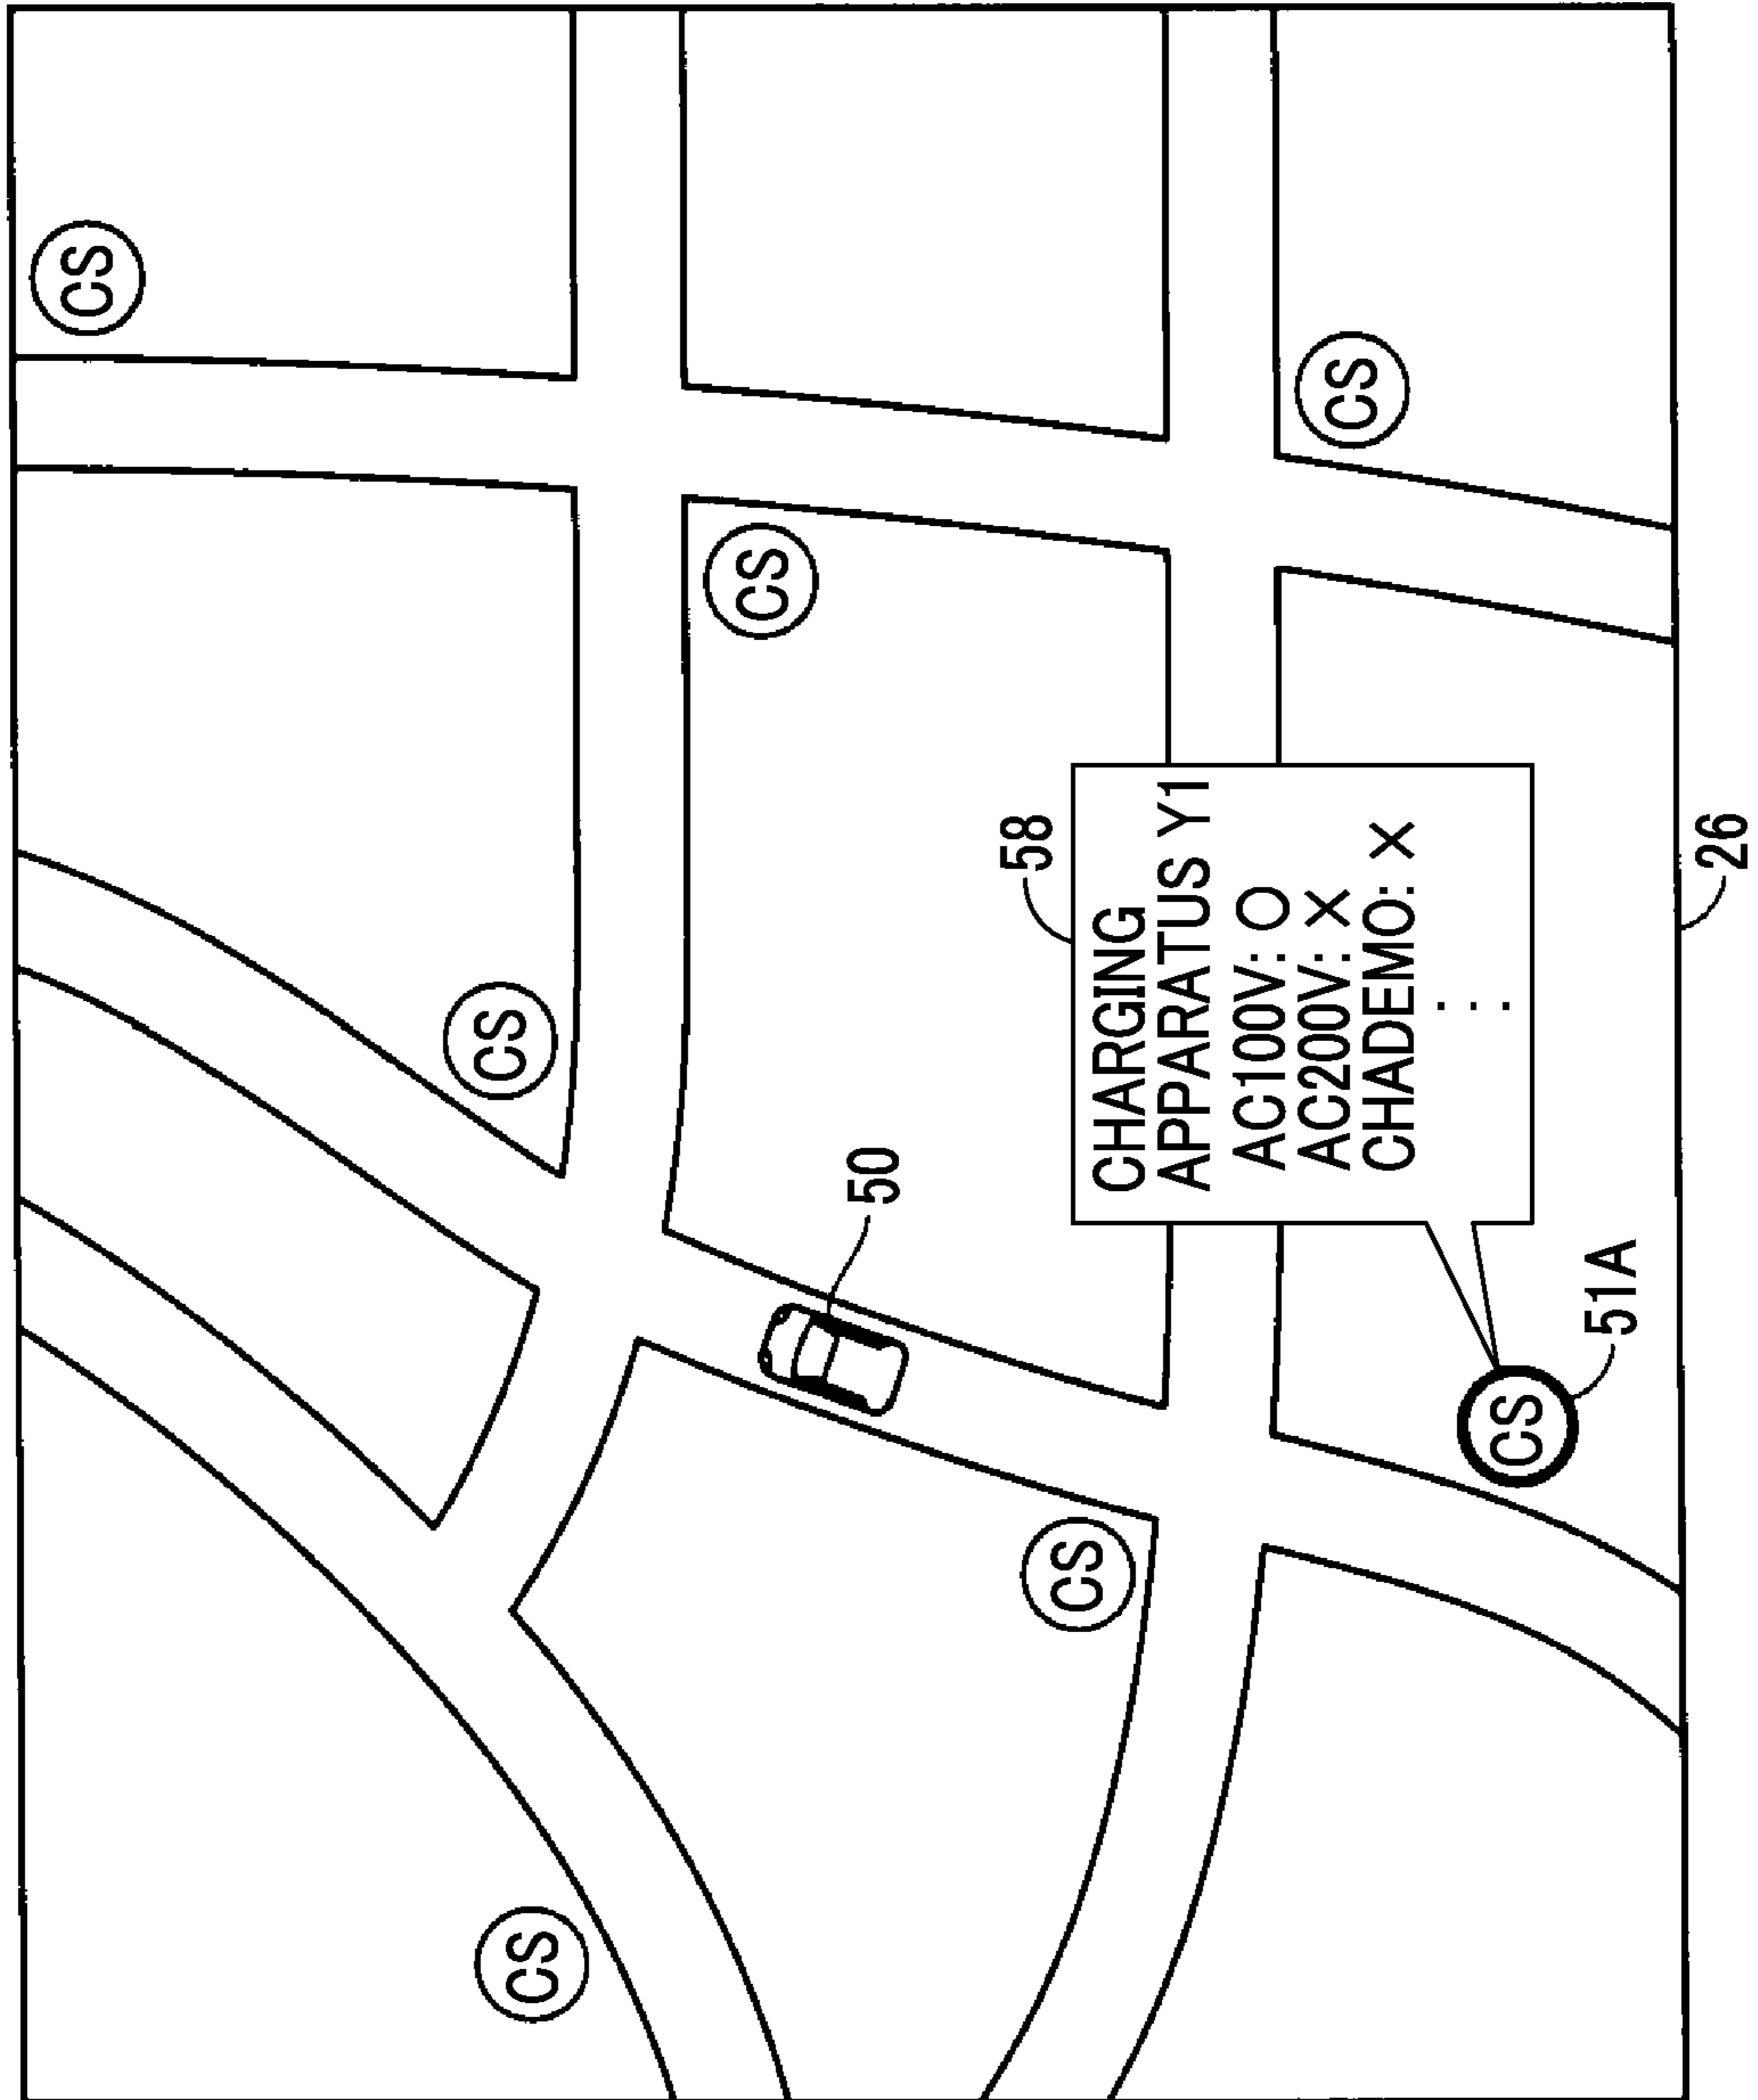 CS
CS
CS
CS
50
58
CS
CHARGING
APPARATUS Y1
AC100V: O
AC200V: X
CHADEMO: X
:
CS
CS
51A
26